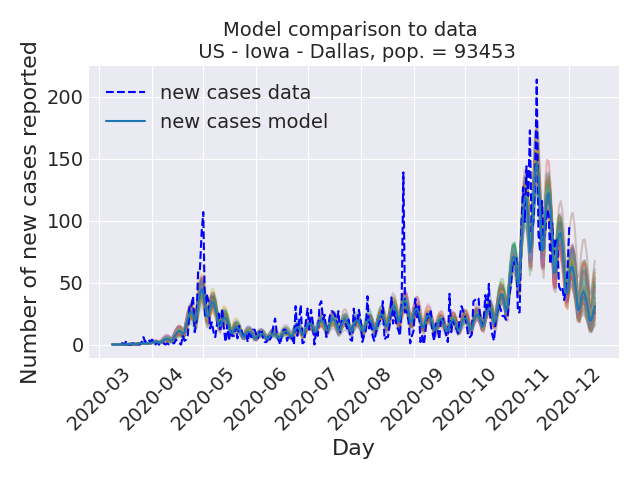 Model comparison to data
US - Iowa - Dallas, pop. = 93453
Number of new cases reported
200
150
100
50
0
new cases data
new cases model
2020-03
2020-04
2020-05
2020-06
2020-07
2020-08
2020-09
2020-10
2020-11
2020-12
Day